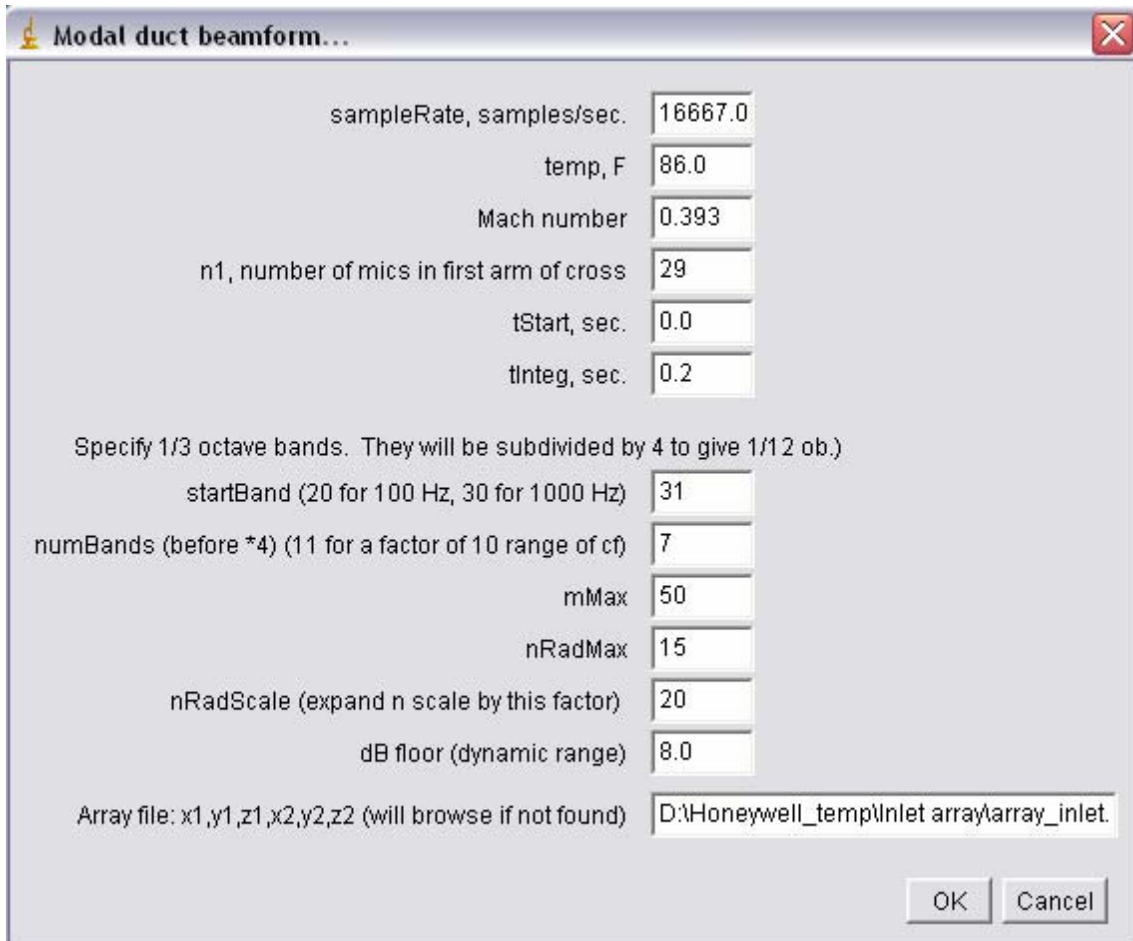 Modal duct beamform...
sampleRate, samples/sec. 16667.0
temp, F 86.0
Mach number 0.393
n1, number of mics in first arm of cross 29
tStart, sec. 0.0
tInteg, sec. 0.2
Specify 1/3 octave bands. They will be subdivided by 4 to give 1/12 ob.)
startBand (20 for 100 Hz, 30 for 1000 Hz) 31
numBands (before *4) (11 for a factor of 10 range of cf) 7
mMax 50
nRadMax 15
nRadScale (expand n scale by this factor) 20
dB floor (dynamic range) 8.0
Array file: x1,y1,z1,x2,y2,z2 (will browse if not found) D:\Honeywell_temp\Inlet array\array_inlet.
OK Cancel